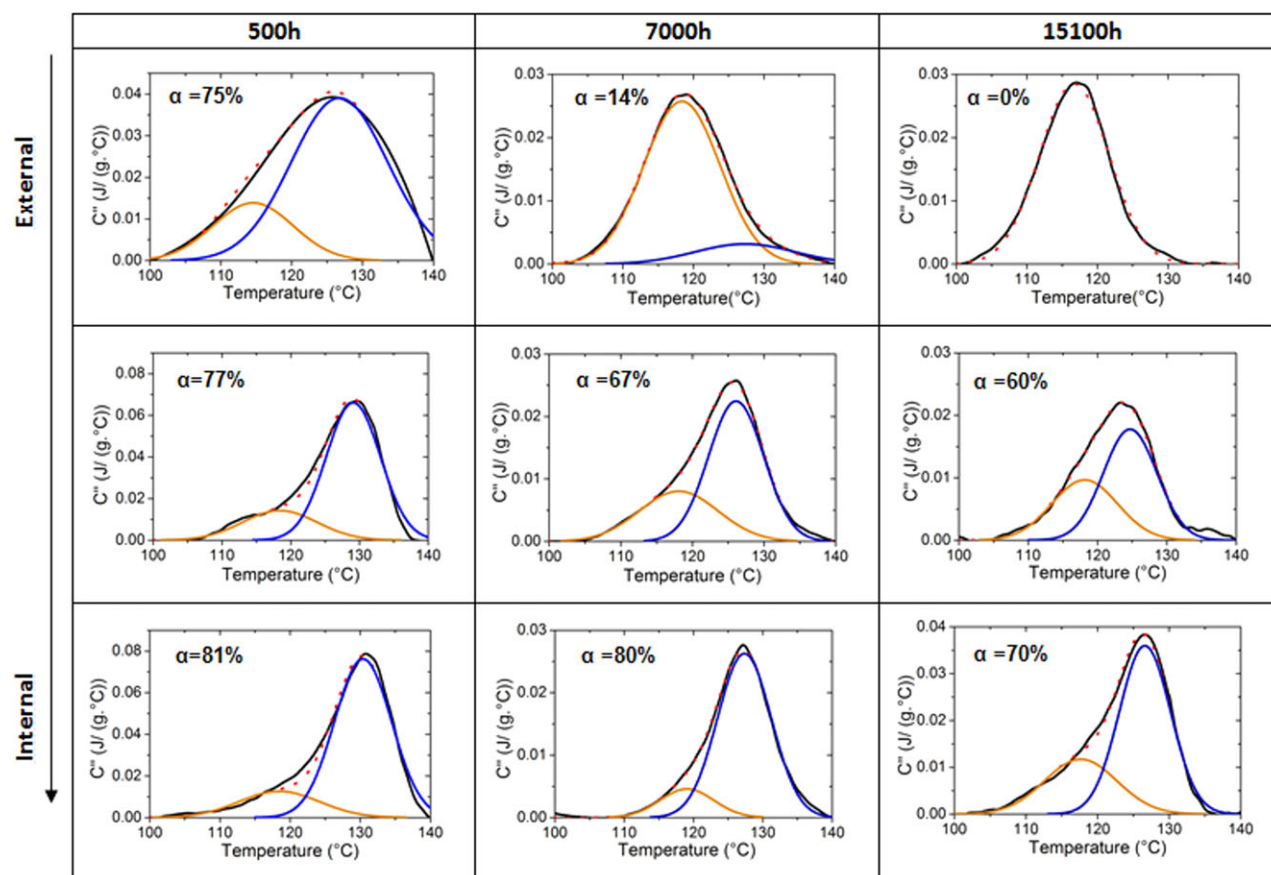 500h
7000h
15100h
External
Internal
α =75%
C" (J/ (g.°C))
0.04
0.03
0.02
0.01
0.00
100
110
120
130
140
Temperature (°C)
α =14%
C" (J/ (g.°C))
0.03
0.02
0.01
0.00
100
110
120
130
140
Temperature(°C)
α =0%
C" (J/ (g.°C))
0.03
0.02
0.01
0.00
100
110
120
130
140
Temperature(°C)
α=77%
C" (J/ (g.°C))
0.08
0.06
0.04
0.02
0.00
100
110
120
130
140
Temperature (°C)
α =67%
C" (J/ (g.°C))
0.03
0.02
0.01
0.00
100
110
120
130
140
Temperature (°C)
α =60%
C" (J/ (g.°C))
0.03
0.02
0.01
0.00
100
110
120
130
140
Temperature (°C)
α=81%
C" (J/ (g.°C))
0.08
0.06
0.04
0.02
0.00
100
110
120
130
140
Temperature (°C)
α =80%
C" (J/ (g.°C))
0.03
0.02
0.01
0.00
100
110
120
130
140
Temperature (°C)
α =70%
C" (J/ (g.°C))
0.04
0.03
0.02
0.01
0.00
100
110
120
130
140
Temperature (°C)